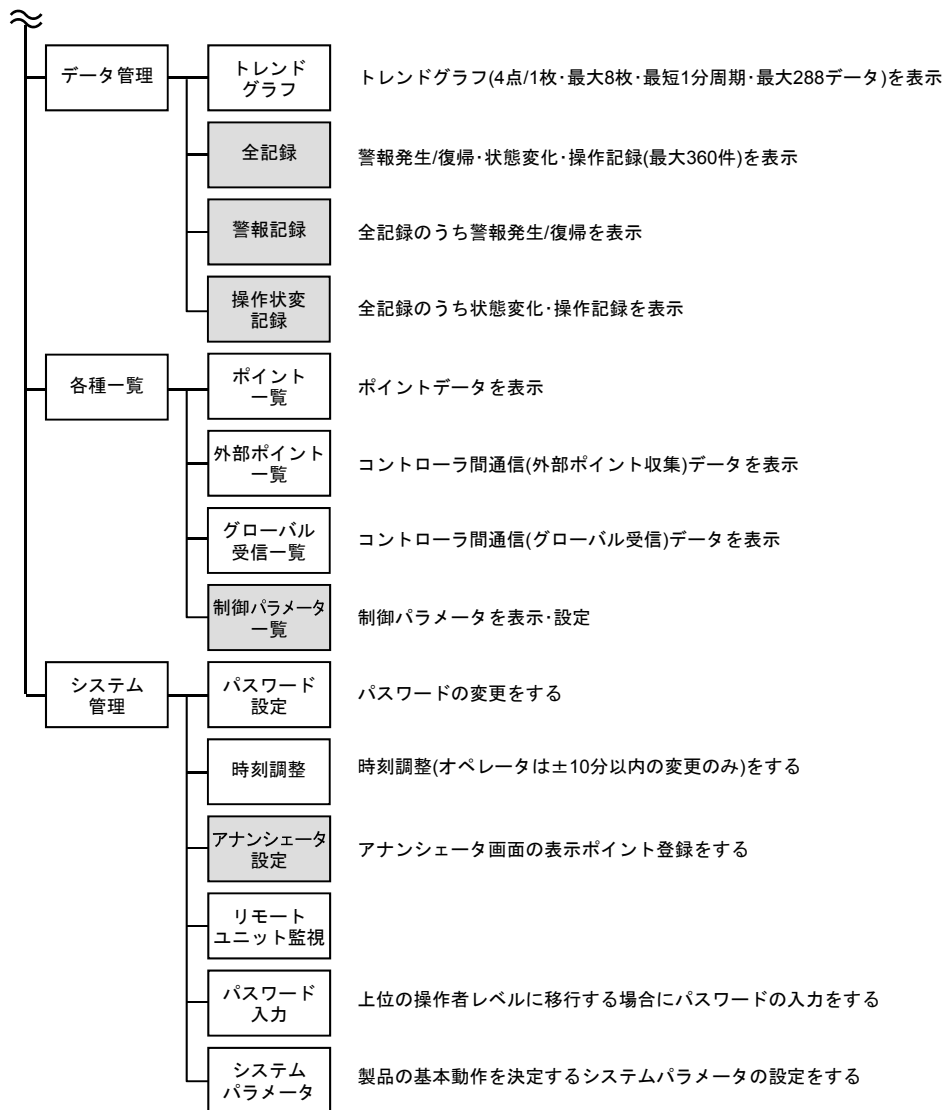 データ管理
トレンド
グラフ
トレンドグラフ(4点/1枚･最大8枚･最短1分周期･最大288データ)を表示
全記録
警報発生/復帰･状態変化･操作記録(最大360件)を表示
警報記録
全記録のうち警報発生/復帰を表示
操作状変
記録
全記録のうち状態変化･操作記録を表示
各種一覧
ポイント
一覧
ポイントデータを表示
外部ポイント
一覧
コントローラ間通信(外部ポイント収集)データを表示
グローバル
受信一覧
コントローラ間通信(グローバル受信)データを表示
制御パラメータ
一覧
制御パラメータを表示･設定
システム
管理
パスワード
設定
パスワードの変更をする
時刻調整
時刻調整(オペレータは±10分以内の変更のみ)をする
アナンシェータ
設定
アナンシェータ画面の表示ポイント登録をする
リモート
ユニット監視
パスワード
入力
上位の操作者レベルに移行する場合にパスワードの入力をする
システム
パラメータ
製品の基本動作を決定するシステムパラメータの設定をする